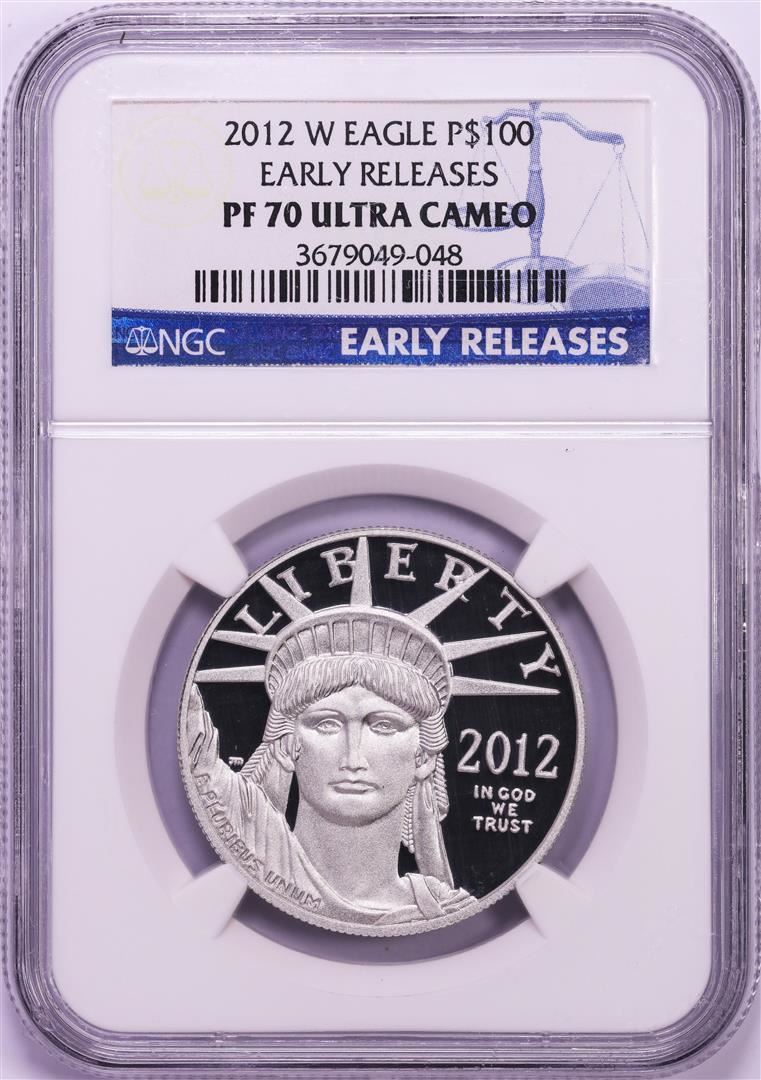 2012 W EAGLE P$100
EARLY RELEASES
PF 70 ULTRA CAMEO
3679049-048
NGC
EARLY RELEASES
LIBERTY
2012
IN GOD
WE
TRUST
E PLURIBUS UNUM